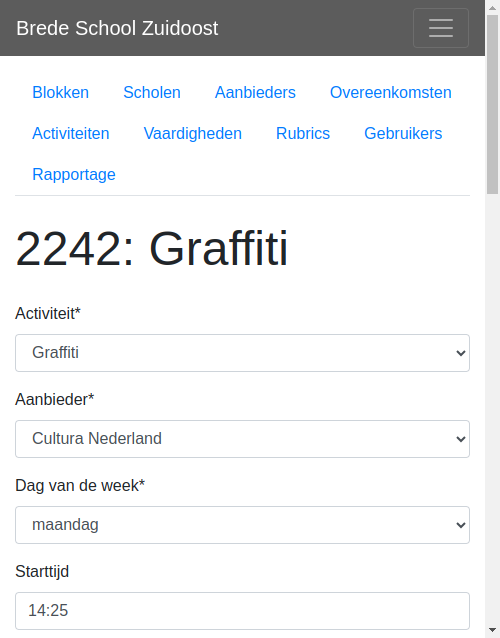 Brede School Zuidoost
Blokken Scholen Aanbieders Overeenkomsten
Activiteiten Vaardigheden Rubrics Gebruikers
Rapportage
2242: Graffiti
Activiteit*
Graffiti
Aanbieder*
Cultura Nederland
Dag van de week*
maandag
Starttijd
14:25